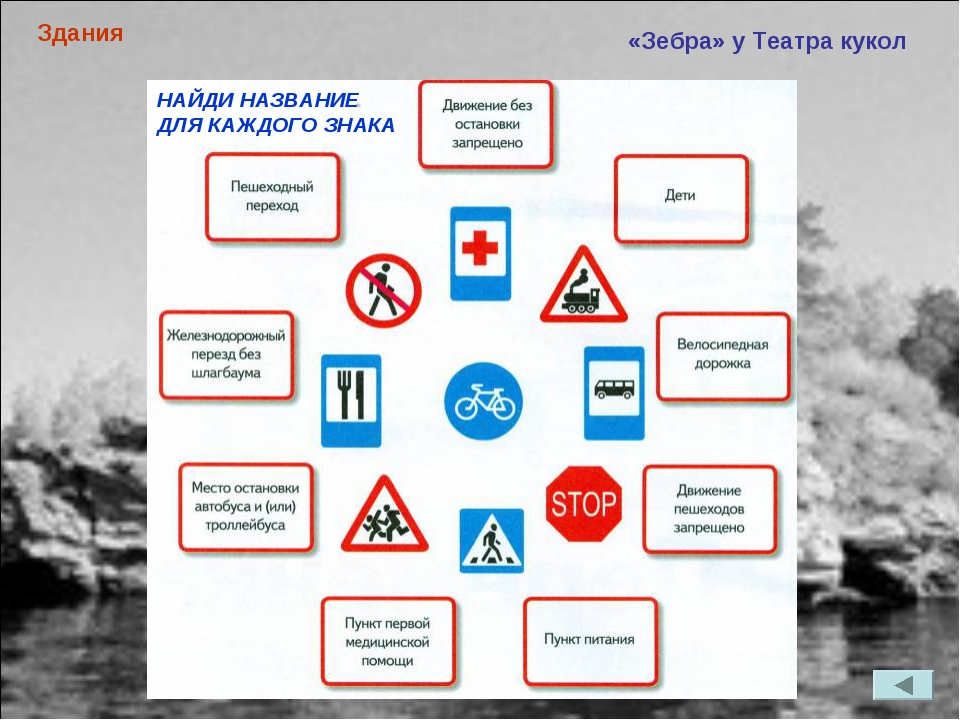 Здания
«Зебра» у Театра кукол
НАЙДИ НАЗВАНИЕ
ДЛЯ КАЖДОГО ЗНАКА
Движение без
остановки
запрещено
Пешеходный
переход
Дети
Железнодорожный
перезд без
шлагбаума
Велосипедная
дорожка
Место остановки
автобуса и (или)
троллейбуса
STOP
Движение
пешеходов
запрещено
Пункт первой
медицинской
помощи
Пункт питания